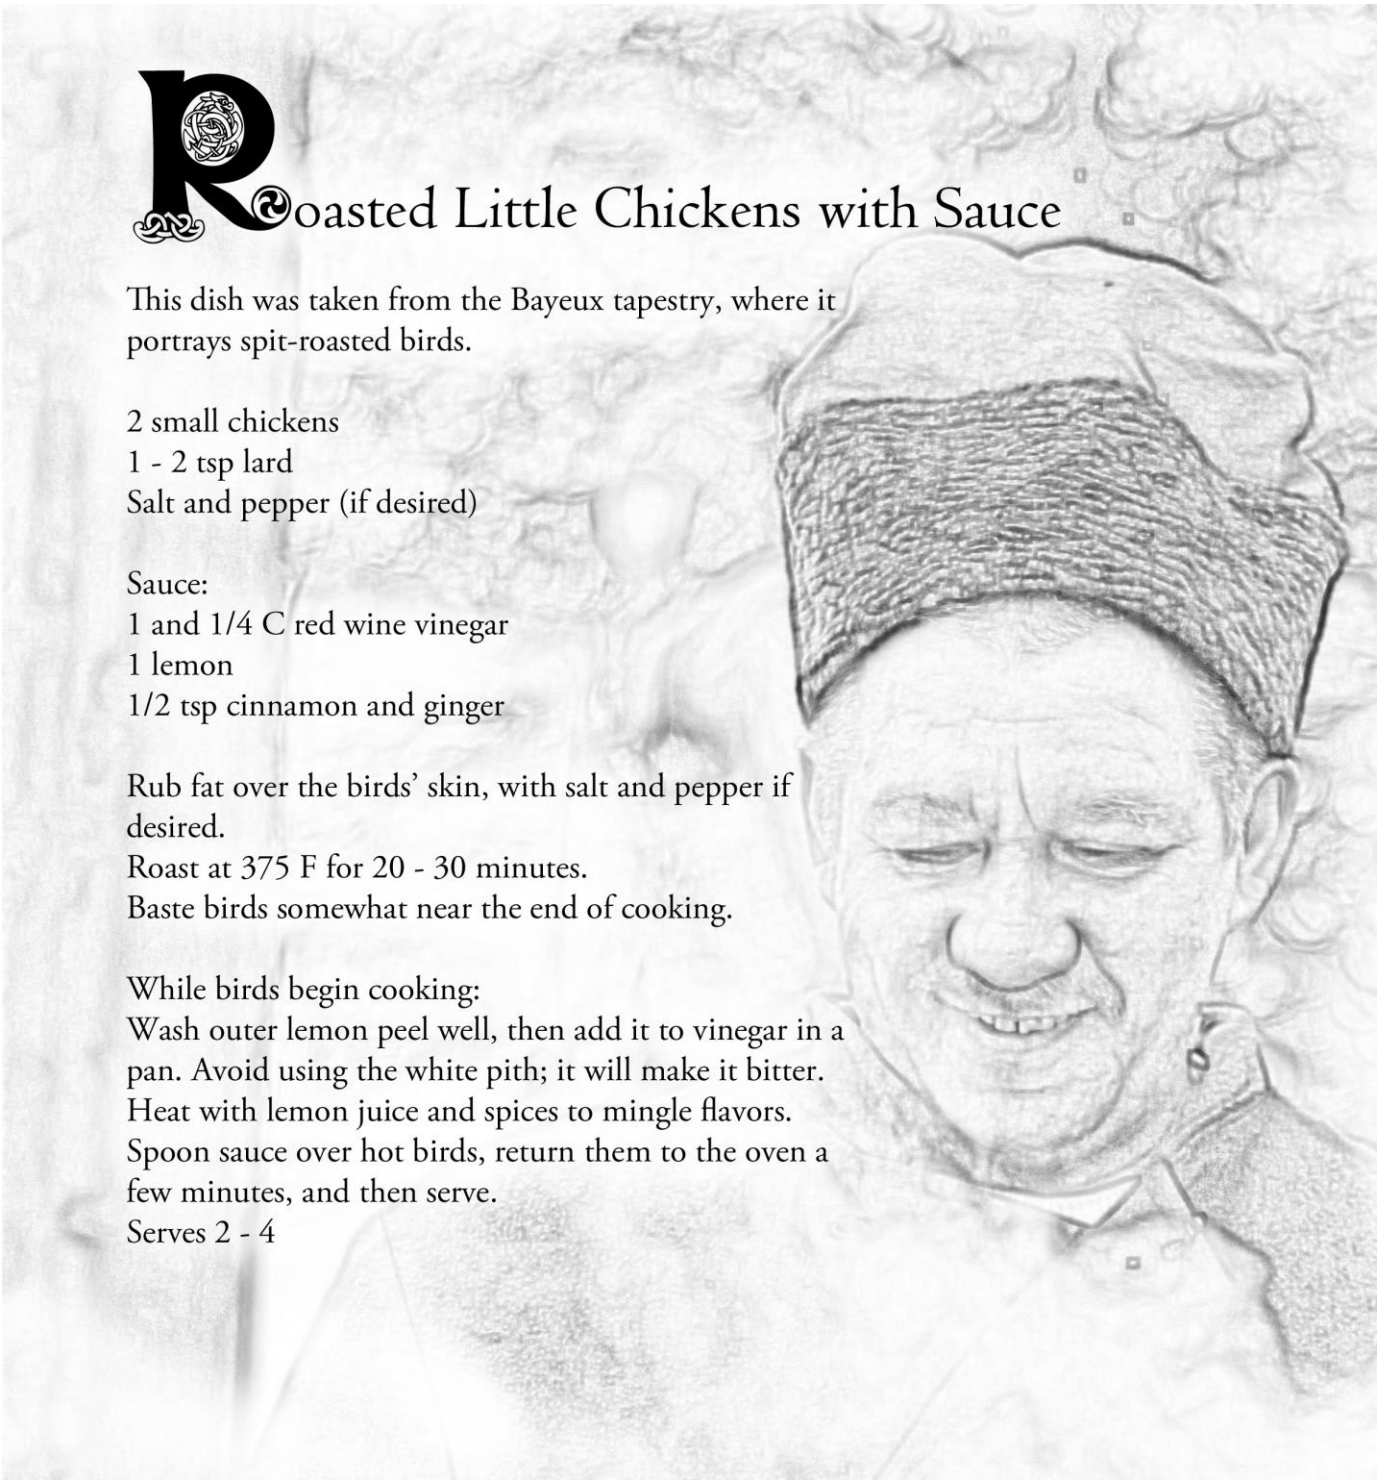 Roasted Little Chickens with Sauce
This dish was taken from the Bayeux tapestry, where it
portrays spit-roasted birds.
2 small chickens
1 - 2 tsp lard
Salt and pepper (if desired)
Sauce:
1 and 1/4 C red wine vinegar
1 lemon
1/2 tsp cinnamon and ginger
Rub fat over the birds’ skin, with salt and pepper if
desired.
Roast at 375 F for 20 - 30 minutes.
Baste birds somewhat near the end of cooking.
While birds begin cooking:
Wash outer lemon peel well, then add it to vinegar in a
pan. Avoid using the white pith; it will make it bitter.
Heat with lemon juice and spices to mingle flavors.
Spoon sauce over hot birds, return them to the oven a
few minutes, and then serve.
Serves 2 - 4